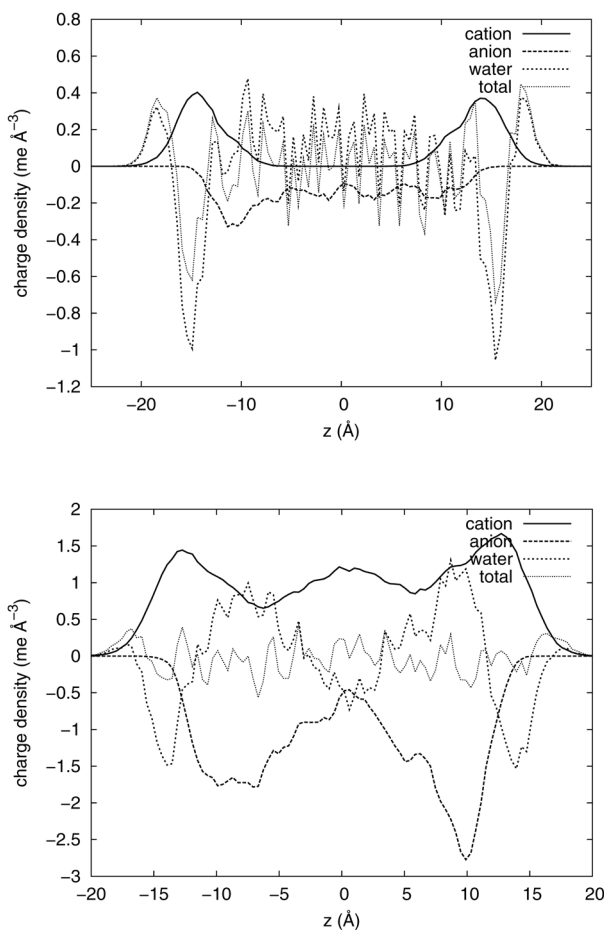 0.8
0.6
0.4
0.2
0
−0.2
−0.4
−0.6
−0.8
−1
−1.2
charge density (me Å⁻³)
cation
anion
water
total
−20 −10 0 10 20
z (Å)
2
1.5
1
0.5
0
−0.5
−1
−1.5
−2
−2.5
−3
charge density (me Å⁻³)
cation
anion
water
total
−20 −15 −10 −5 0 5 10 15 20
z (Å)